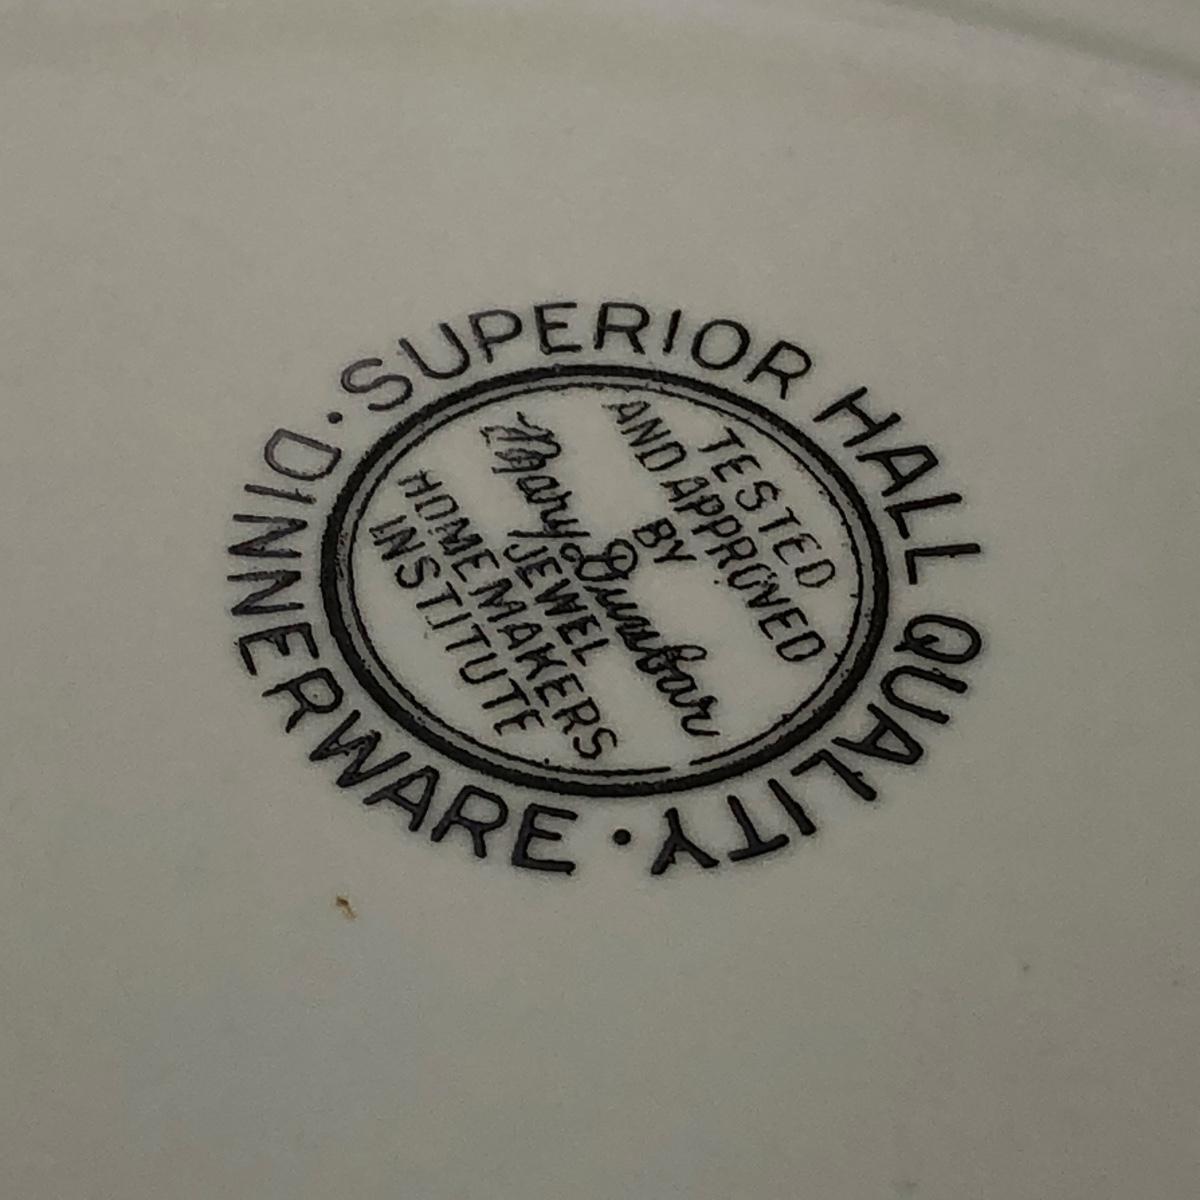 SUPERIOR HALL QUALITY • DINNERWARE •
TESTED
AND APPROVED
BY
Mary Dunbar
JEWEL
HOMEMAKERS
INSTITUTE